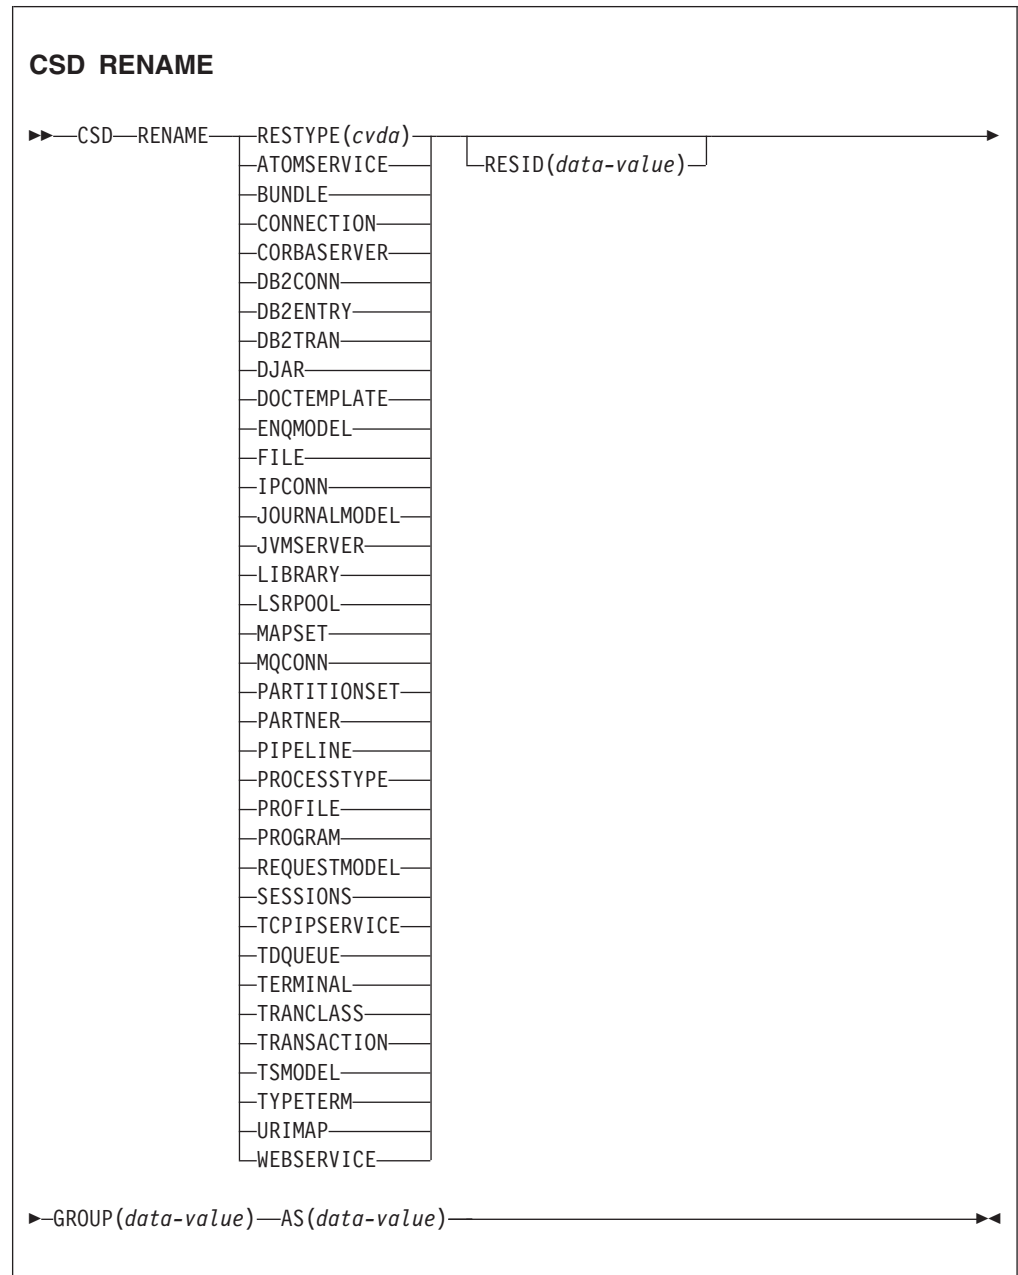 CSD RENAME
CSD RENAME RESTYPE(cvda)
ATOMSERVICE RESID(data-value)
BUNDLE
CONNECTION
CORBASERVER
DB2CONN
DB2ENTRY
DB2TRAN
DJAR
DOCTEMPLATE
ENQMODEL
FILE
IPCONN
JOURNALMODEL
JVMSERVER
LIBRARY
LSRPOOL
MAPSET
MQCONN
PARTITIONSET
PARTNER
PIPELINE
PROCESSTYPE
PROFILE
PROGRAM
REQUESTMODEL
SESSIONS
TCPIPSERVICE
TDQUEUE
TERMINAL
TRANCLASS
TRANSACTION
TSMODEL
TYPETERM
URIMAP
WEBSERVICE
GROUP(data-value) AS(data-value)